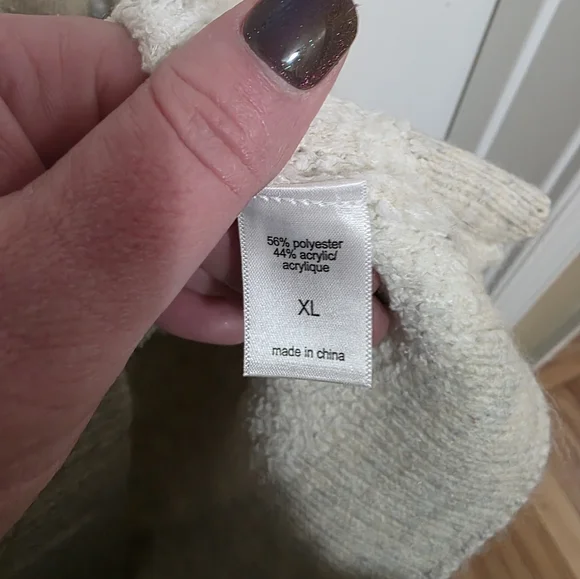 56% polyester
44% acrylic/
acrylique
XL
made in china